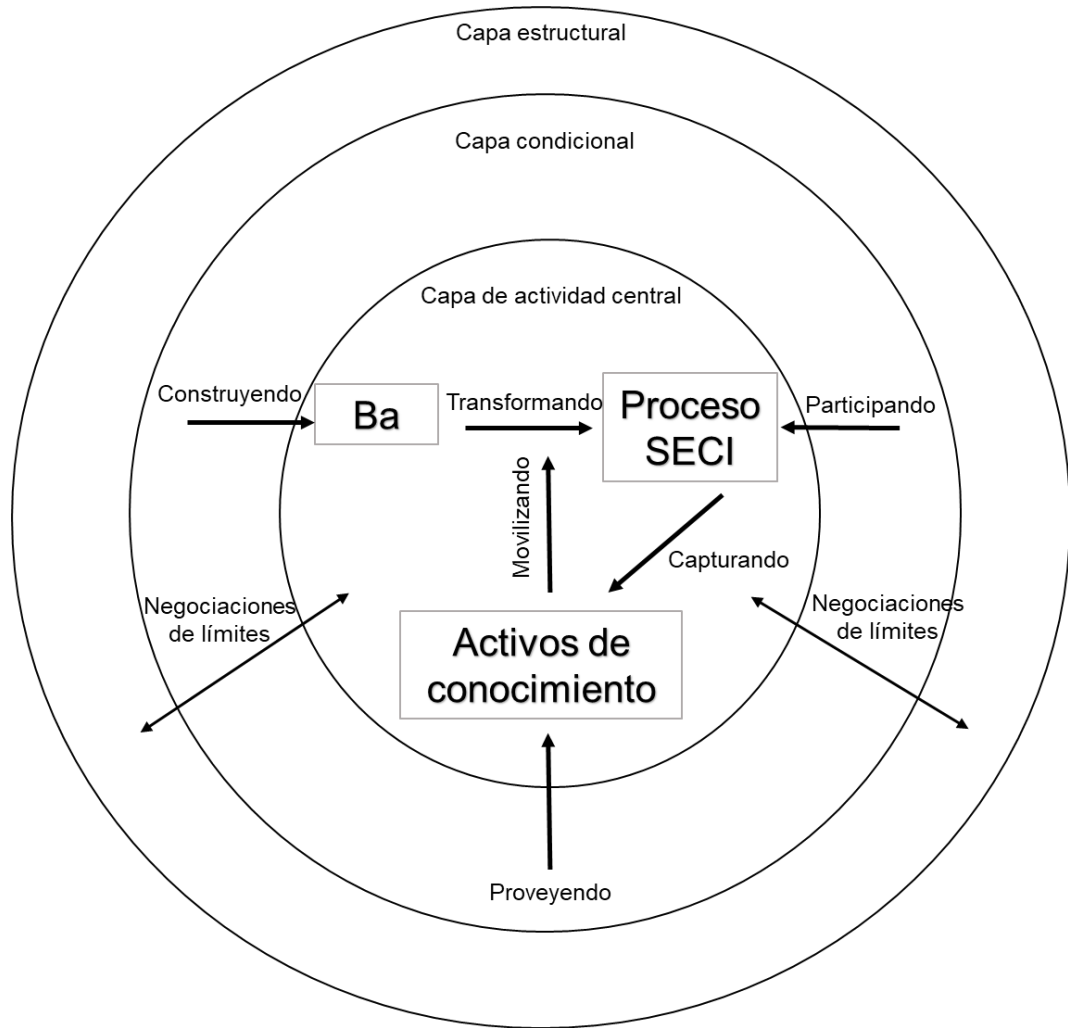 Capa estructural
Capa condicional
Capa de actividad central
Construyendo
Ba
Transformando
Proceso
SECI
Participando
Movilizando
Capturando
Negociaciones
de límites
Negociaciones
de límites
Activos de
conocimiento
Proveyendo